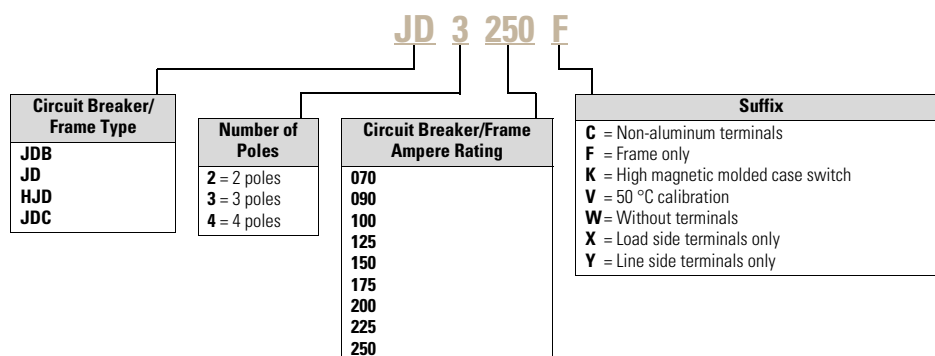 JD 3 250 F
Circuit Breaker/
Frame Type
JDB
JD
HJD
JDC
Number of
Poles
2 = 2 poles
3 = 3 poles
4 = 4 poles
Circuit Breaker/Frame
Ampere Rating
070
090
100
125
150
175
200
225
250
Suffix
C = Non-aluminum terminals
F = Frame only
K = High magnetic molded case switch
V = 50 °C calibration
W = Without terminals
X = Load side terminals only
Y = Line side terminals only